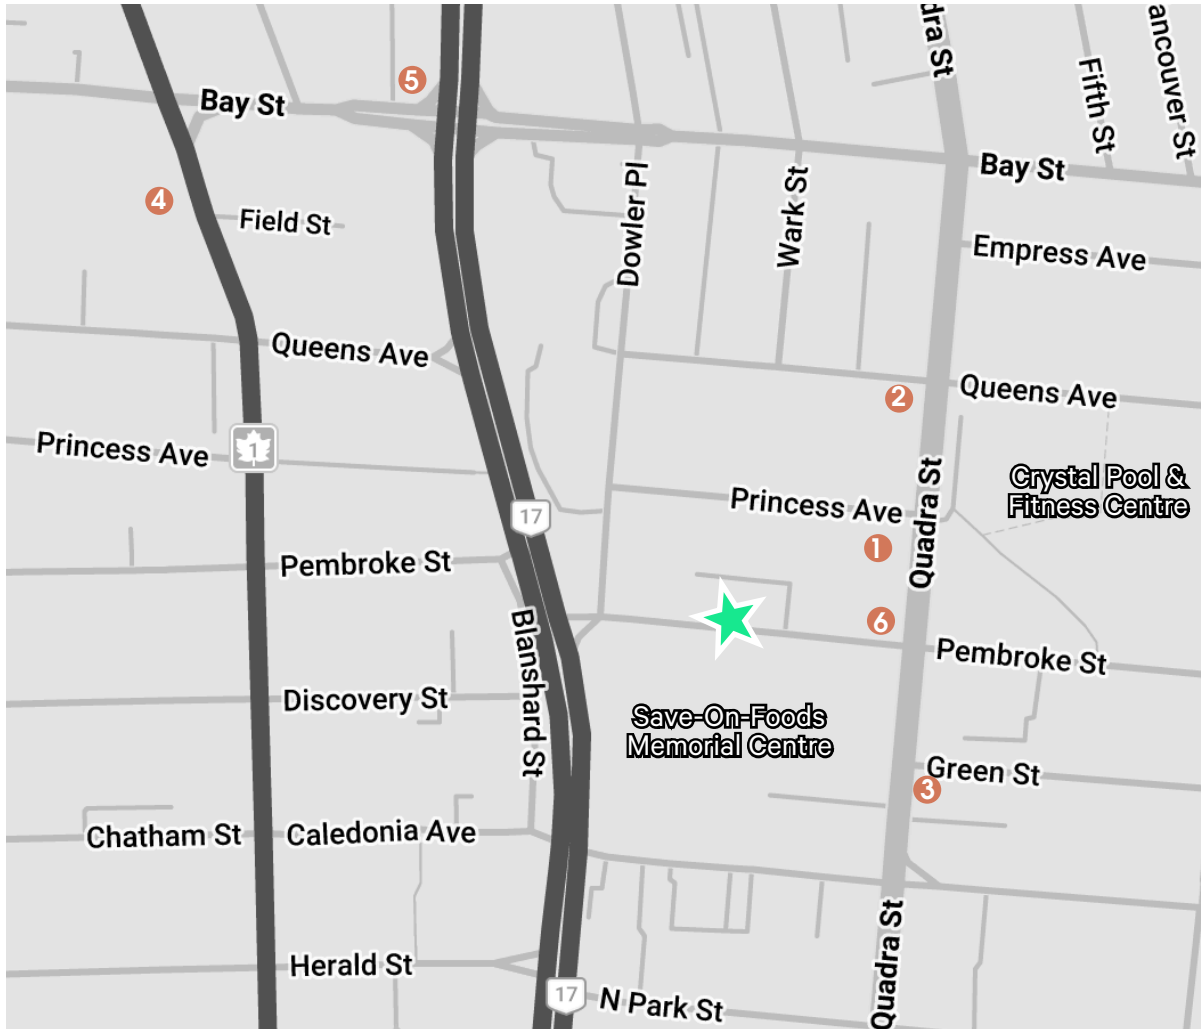 dra St
ancouver St
Fifth St
5
Bay St
Bay St
4
Field St
Dowler Pl
Wark St
Empress Ave
Queens Ave
2
Queens Ave
Princess Ave
1
Quadra St
Crystal Pool &
Fitness Centre
17
Princess Ave
1
Pembroke St
6
Pembroke St
Blanshard St
Discovery St
Save-On-Foods
Memorial Centre
Green St
3
Chatham St
Caledonia Ave
Quadra St
Herald St
17
N Park St